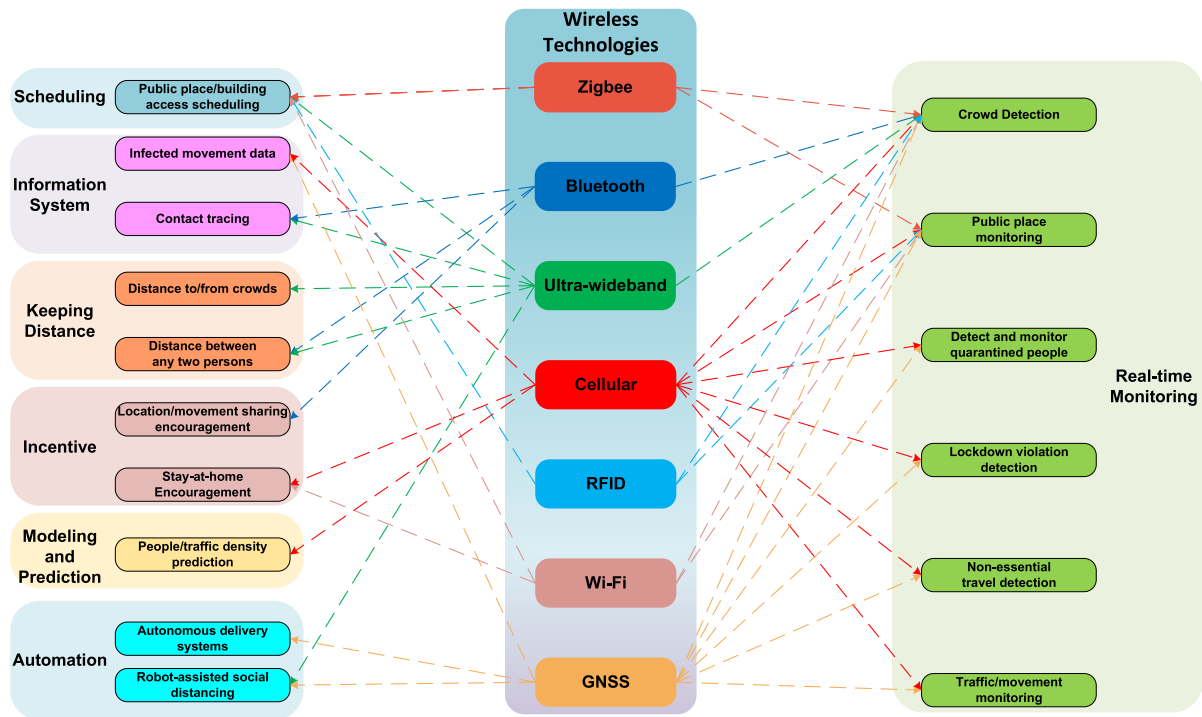 Wireless
Technologies
Scheduling
Public place/building
access scheduling
Information
System
Infected movement data
Contact tracing
Keeping
Distance
Distance to/from crowds
Distance between
any two persons
Incentive
Location/movement sharing
encouragement
Stay-at-home
Encouragement
Modeling
and
Prediction
People/traffic density
prediction
Automation
Autonomous delivery
systems
Robot-assisted social
distancing
Zigbee
Bluetooth
Ultra-wideband
Cellular
RFID
Wi-Fi
GNSS
Crowd Detection
Public place
monitoring
Detect and monitor
quarantined people
Lockdown violation
detection
Non-essential
travel detection
Traffic/movement
monitoring
Real-time
Monitoring